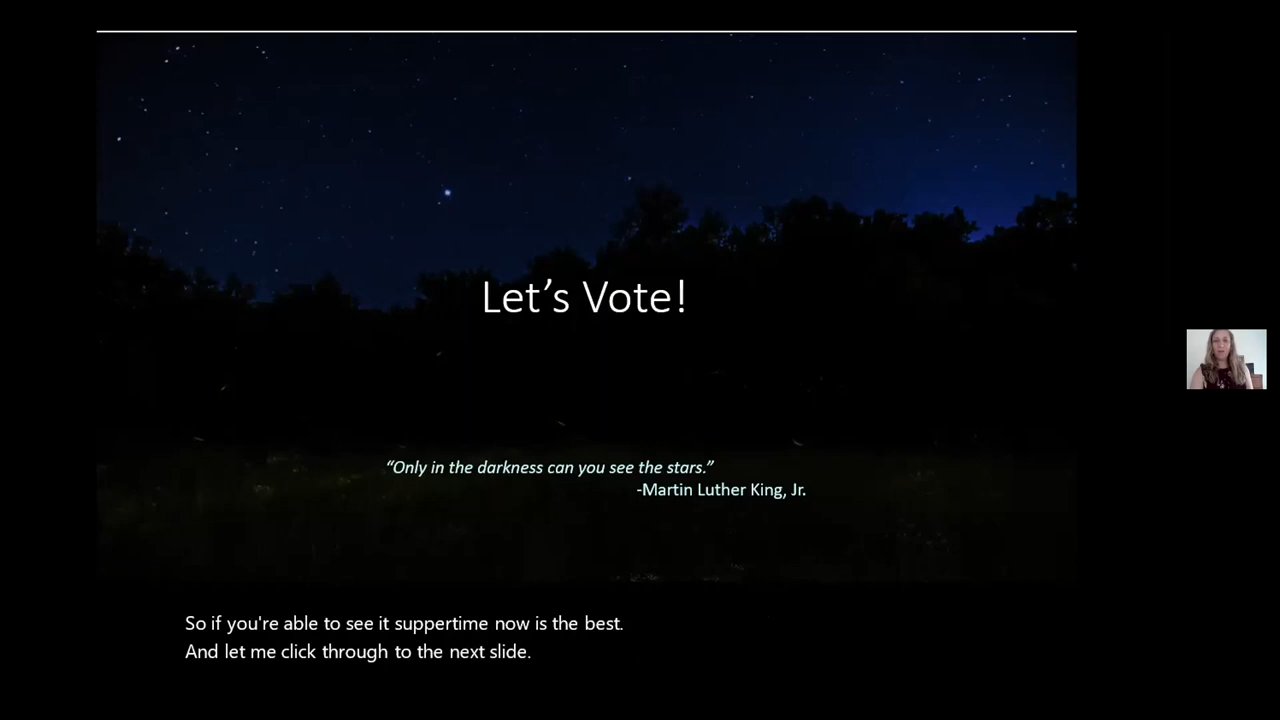 Let’s Vote!
“Only in the darkness can you see the stars.”
-Martin Luther King, Jr.
So if you're able to see it suppertime now is the best.
And let me click through to the next slide.